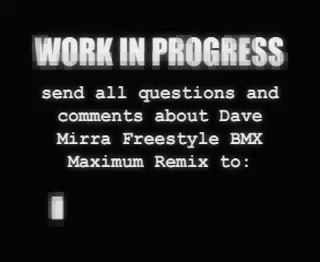 WORK IN PROGRESS
send all questions and
comments about Dave
Mirra Freestyle BMX
Maximum Remix to: